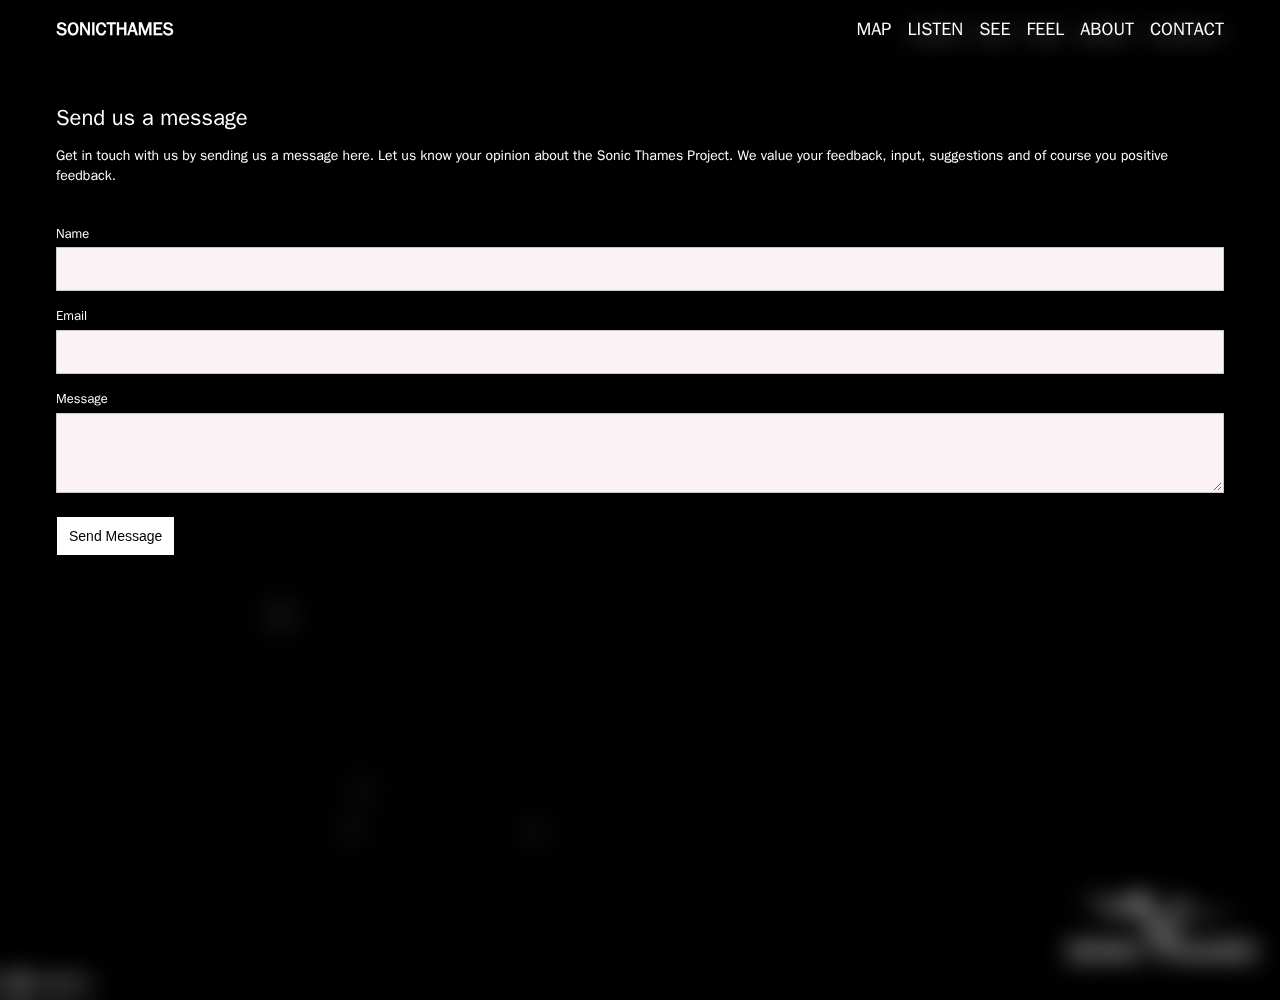 SONICTHAMES
MAP LISTEN SEE FEEL ABOUT CONTACT
Send us a message
Get in touch with us by sending us a message here. Let us know your opinion about the Sonic Thames Project. We value your feedback, input, suggestions and of course you positive
feedback.
Name
Email
Message
Send Message